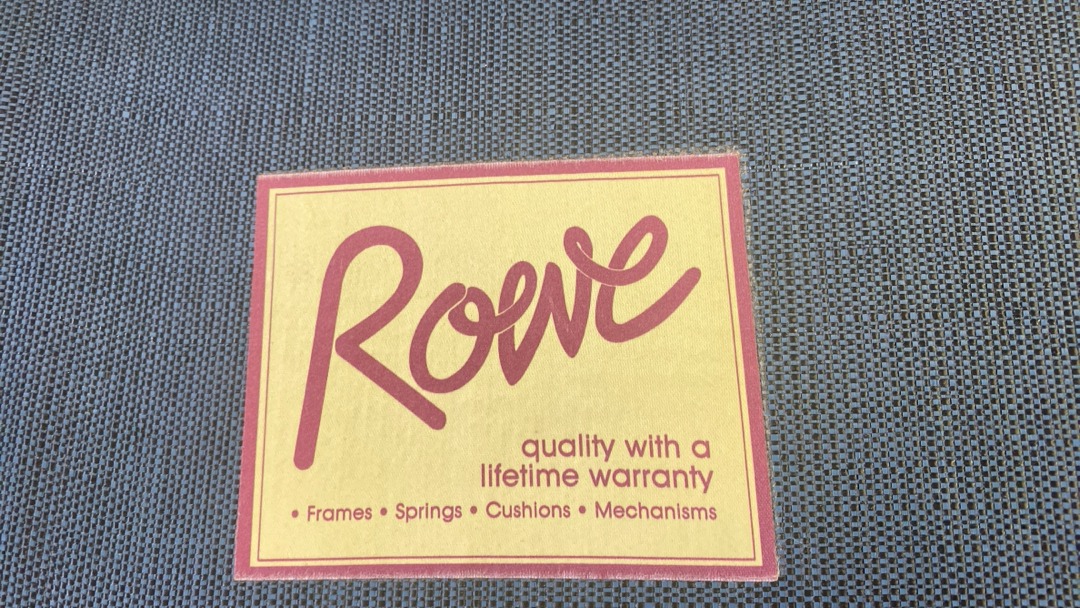 Rowe
quality with a
lifetime warranty
• Frames • Springs • Cushions • Mechanisms